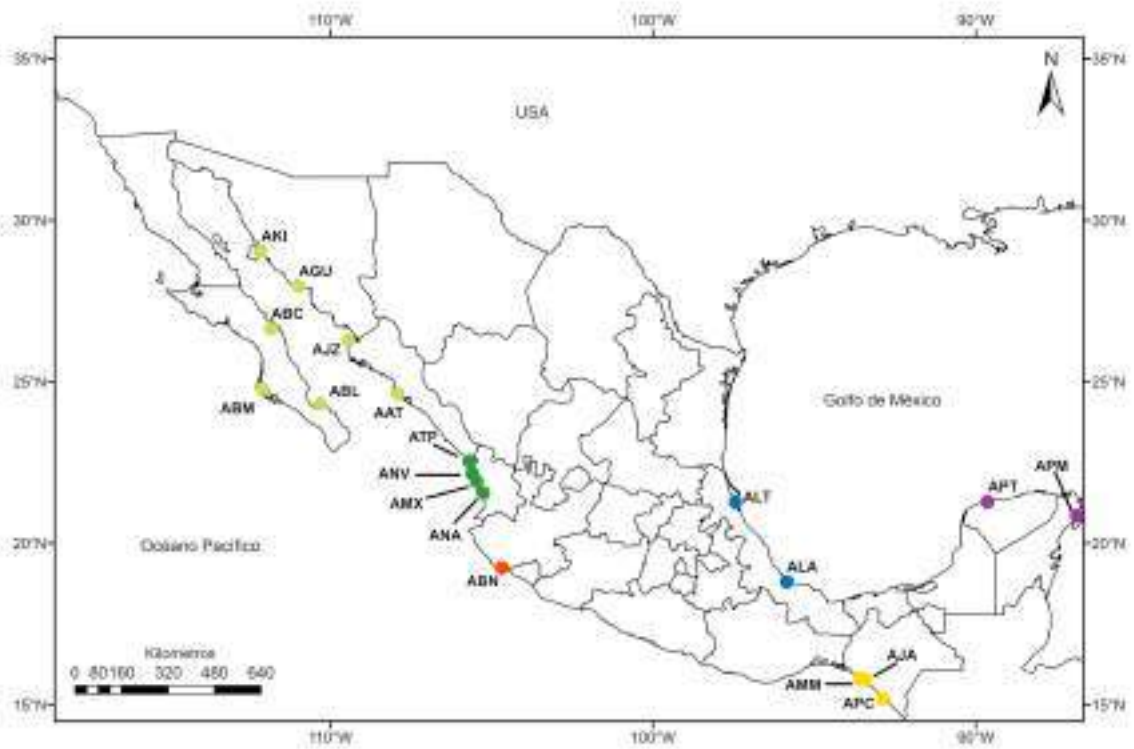 110°W 100°W 90°W
35°N 35°N
N
USA
30°N 30°N
AKI
AGU
ABC
AJZ
25°N 25°N
ABM ABL AAT
Golfo de México
ATP
ANV
AMX
ANA
ALT
APT
APM
20°N 20°N
Océano Pacífico
ABN
ALA
Kilometros
0 80 160 320 480 640
AJA
AMM
APC
15°N 15°N
110°W 100°W 90°W